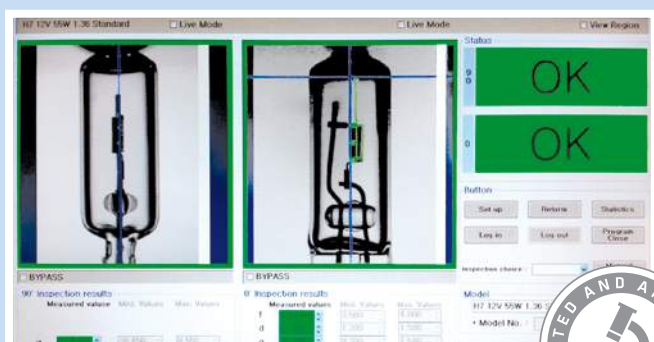 H7 12V 55W 1.36 Standard
Live Mode
Live Mode
View Region
Status
90
OK
0
OK
Button
Set up
Return
Statistics
Log in
Log out
Program Close
Inspection choice :
BYPASS
BYPASS
90' Inspection results
Measured values Min. Values Max. Values
0' Inspection results
Measured values Min. Values Max. Values
f
d
Model
H7 12V 55W 1.36 S
* Model No. :
TED AND A